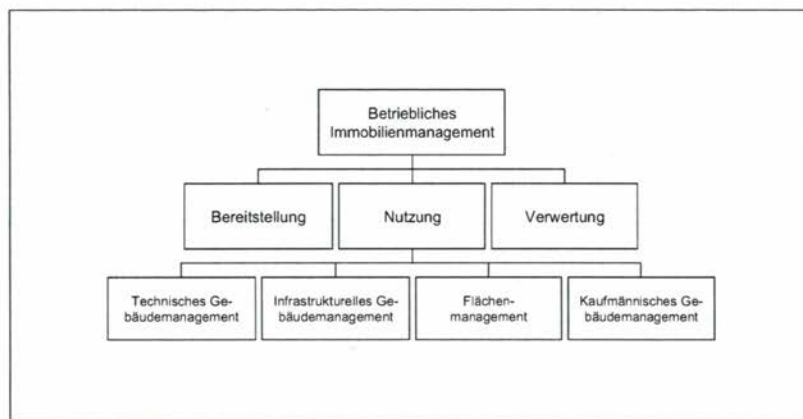 Betriebliches
Immobilienmanagement
Bereitstellung
Nutzung
Verwertung
Technisches Ge-
bäudemanagement
Infrastrukturelles Ge-
bäudemanagement
Flächen-
management
Kaufmännisches Ge-
bäudemanagement